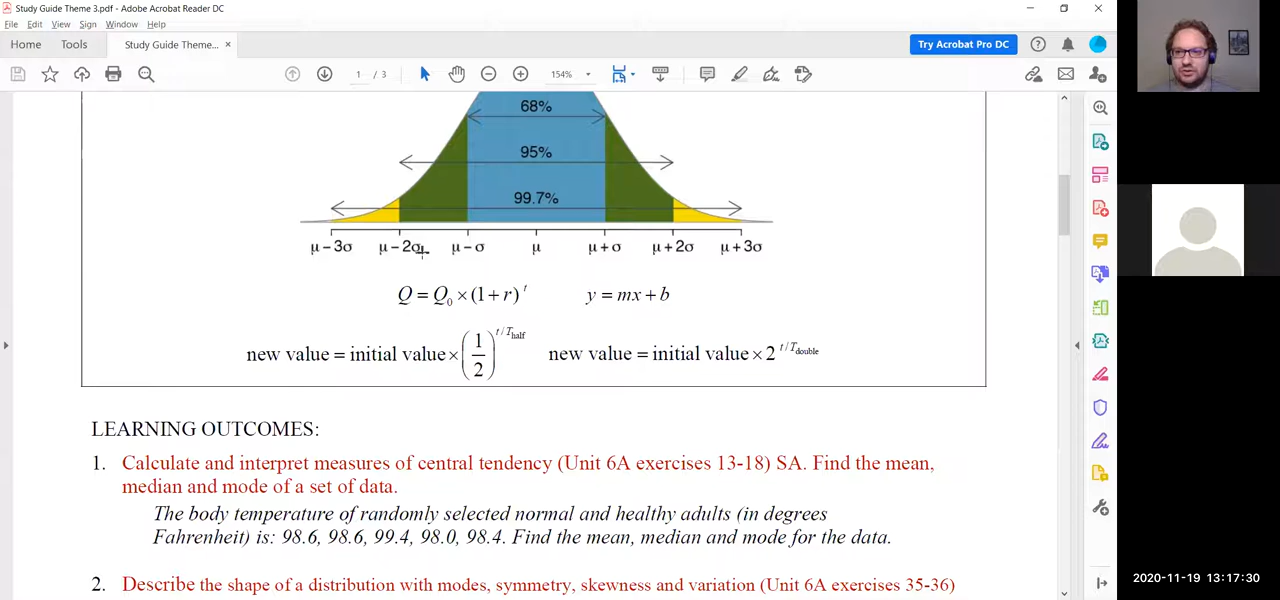 Study Guide Theme 3.pdf - Adobe Acrobat Reader DC
File Edit View Sign Window Help
Home Tools Study Guide Theme... × Try Acrobat Pro DC
1 / 3 154%
68%
95%
99.7%
μ − 3σ μ − 2σ μ − σ μ μ + σ μ + 2σ μ + 3σ
Q = Q₀ × (1 + r)ᵗ y = mx + b
new value = initial value × (1/2)^(t/T half) new value = initial value × 2^(t/T double)
LEARNING OUTCOMES:
1. Calculate and interpret measures of central tendency (Unit 6A exercises 13-18) SA. Find the mean,
median and mode of a set of data.
The body temperature of randomly selected normal and healthy adults (in degrees
Fahrenheit) is: 98.6, 98.6, 99.4, 98.0, 98.4. Find the mean, median and mode for the data.
2. Describe the shape of a distribution with modes, symmetry, skewness and variation (Unit 6A exercises 35-36)
2020-11-19 13:17:30